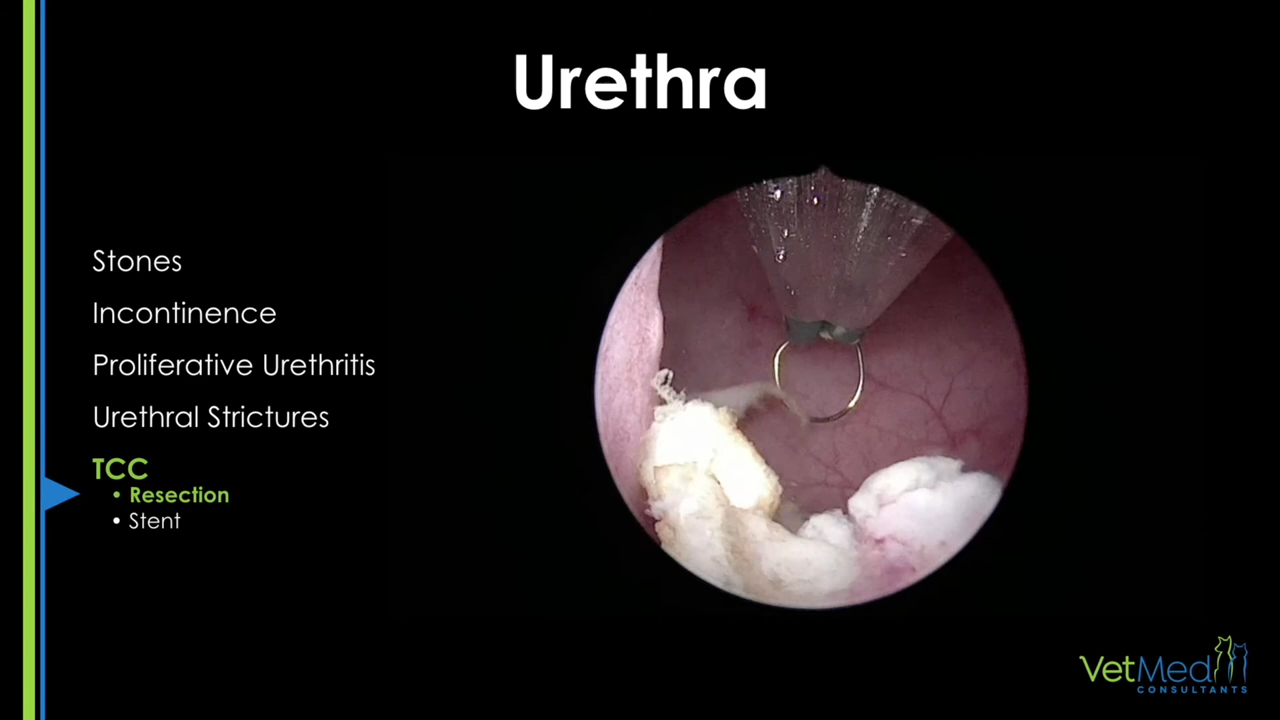 Urethra
Stones
Incontinence
Proliferative Urethritis
Urethral Strictures
TCC
• Resection
• Stent
VetMed
CONSULTANTS